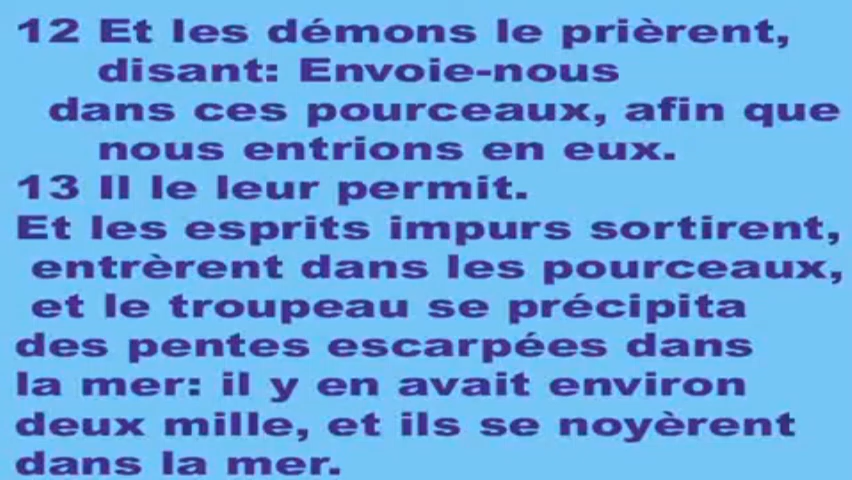 12 Et les démons le prièrent,
disant: Envoie-nous
dans ces pourceaux, afin que
nous entrions en eux.
13 Il le leur permit.
Et les esprits impurs sortirent,
entrèrent dans les pourceaux,
et le troupeau se précipita
des pentes escarpées dans
la mer: il y en avait environ
deux mille, et ils se noyèrent
dans la mer.